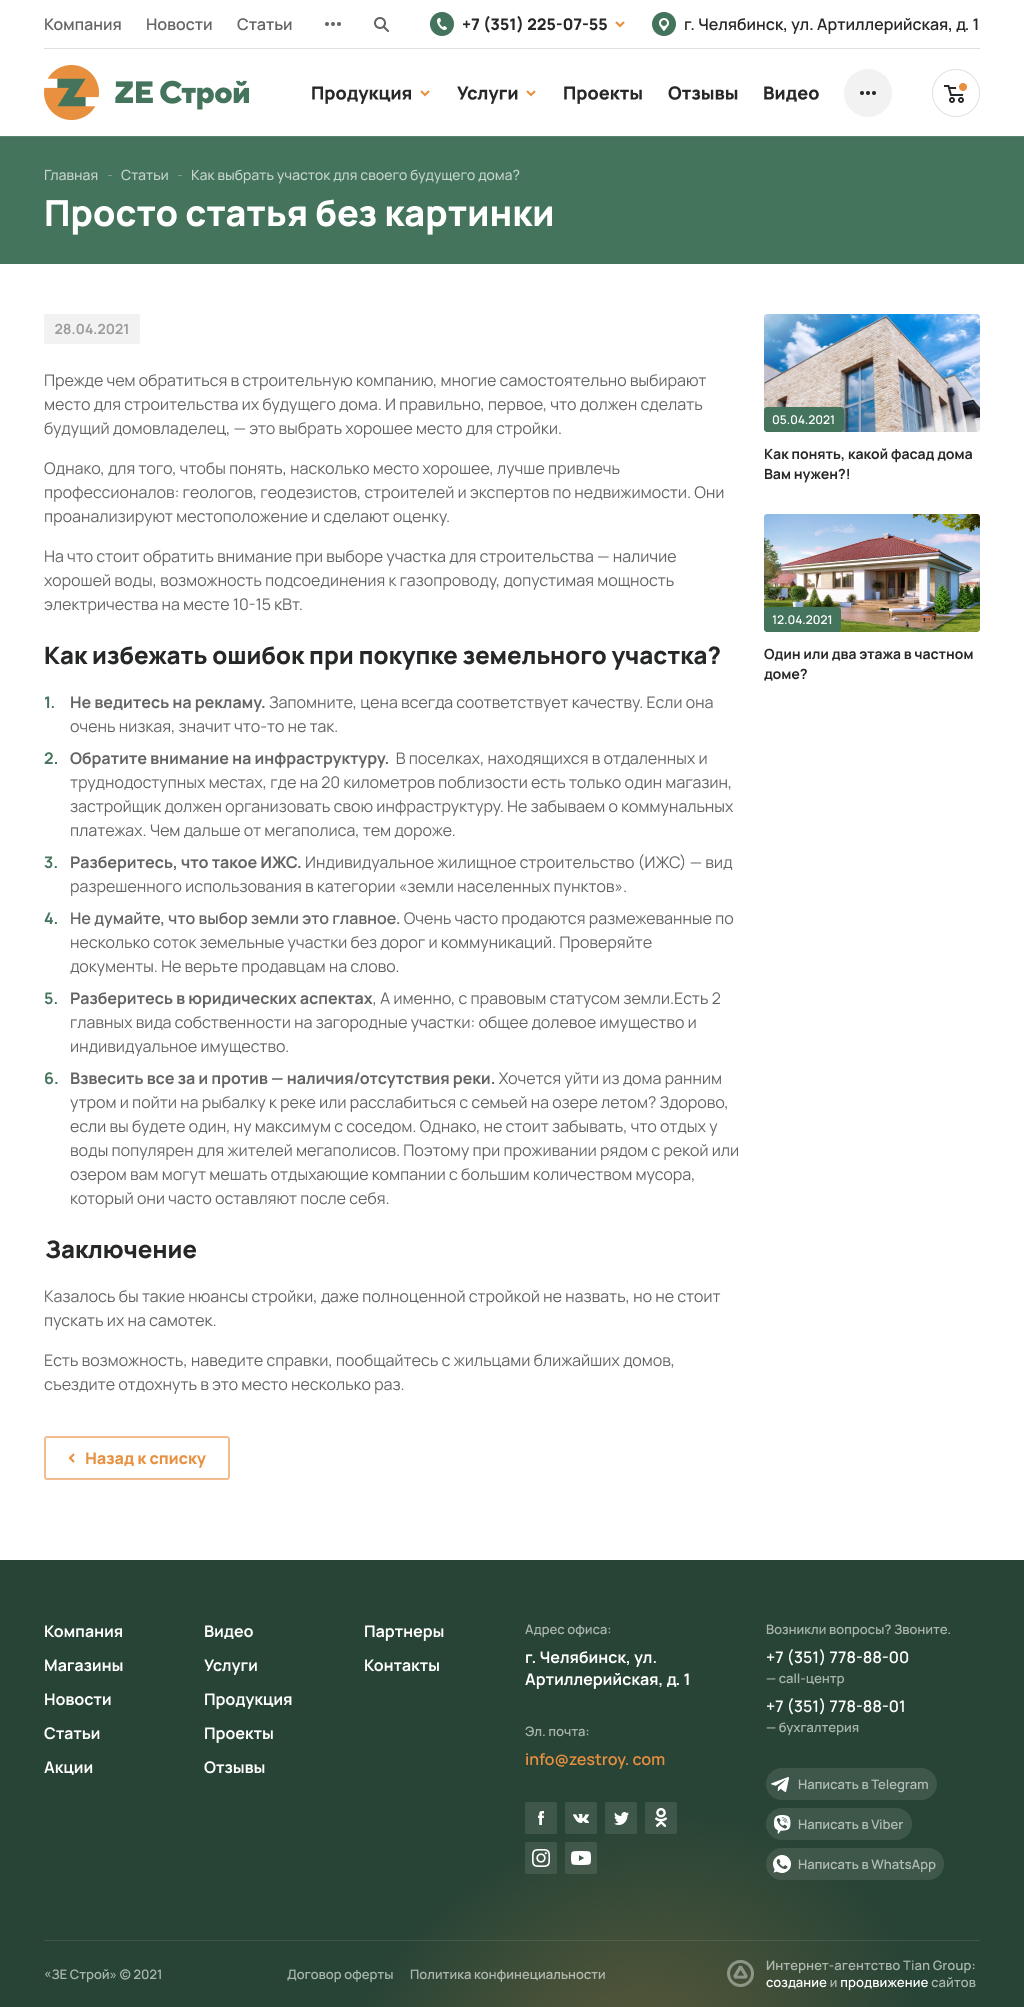 Компания Новости Статьи +7 (351) 225-07-55 г. Челябинск, ул. Артиллерийская, д. 1
ZE Строй Продукция Услуги Проекты Отзывы Видео
Главная - Статьи - Как выбрать участок для своего будущего дома?
Просто статья без картинки
28.04.2021
Прежде чем обратиться в строительную компанию, многие самостоятельно выбирают
место для строительства их будущего дома. И правильно, первое, что должен сделать
будущий домовладелец, — это выбрать хорошее место для стройки.
Однако, для того, чтобы понять, насколько место хорошее, лучше привлечь
профессионалов: геологов, геодезистов, строителей и экспертов по недвижимости. Они
проанализируют местоположение и сделают оценку.
На что стоит обратить внимание при выборе участка для строительства — наличие
хорошей воды, возможность подсоединения к газопроводу, допустимая мощность
электричества на месте 10-15 кВт.
Как избежать ошибок при покупке земельного участка?
1. Не ведитесь на рекламу. Запомните, цена всегда соответствует качеству. Если она
очень низкая, значит что-то не так.
2. Обратите внимание на инфраструктуру. В поселках, находящихся в отдаленных и
труднодоступных местах, где на 20 километров поблизости есть только один магазин,
застройщик должен организовать свою инфраструктуру. Не забываем о коммунальных
платежах. Чем дальше от мегаполиса, тем дороже.
3. Разберитесь, что такое ИЖС. Индивидуальное жилищное строительство (ИЖС) — вид
разрешенного использования в категории «земли населенных пунктов».
4. Не думайте, что выбор земли это главное. Очень часто продаются размежеванные по
несколько соток земельные участки без дорог и коммуникаций. Проверяйте
документы. Не верьте продавцам на слово.
5. Разберитесь в юридических аспектах, А именно, с правовым статусом земли.Есть 2
главных вида собственности на загородные участки: общее долевое имущество и
индивидуальное имущество.
6. Взвесить все за и против — наличия/отсутствия реки. Хочется уйти из дома ранним
утром и пойти на рыбалку к реке или расслабиться с семьей на озере летом? Здорово,
если вы будете один, ну максимум с соседом. Однако, не стоит забывать, что отдых у
воды популярен для жителей мегаполисов. Поэтому при проживании рядом с рекой или
озером вам могут мешать отдыхающие компании с большим количеством мусора,
который они часто оставляют после себя.
Заключение
Казалось бы такие нюансы стройки, даже полноценной стройкой не назвать, но не стоит
пускать их на самотек.
Есть возможность, наведите справки, пообщайтесь с жильцами ближайших домов,
съездите отдохнуть в это место несколько раз.
Назад к списку
05.04.2021
Как понять, какой фасад дома
Вам нужен?!
12.04.2021
Один или два этажа в частном
доме?
Компания
Магазины
Новости
Статьи
Акции
Видео
Услуги
Продукция
Проекты
Отзывы
Партнеры
Контакты
Адрес офиса:
г. Челябинск, ул.
Артиллерийская, д. 1
Эл. почта:
info@zestroy. com
Возникли вопросы? Звоните.
+7 (351) 778-88-00
— call-центр
+7 (351) 778-88-01
— бухгалтерия
Написать в Telegram
Написать в Viber
Написать в WhatsApp
«ЗЕ Строй» © 2021 Договор оферты Политика конфинециальности
Интернет-агентство Tian Group:
создание и продвижение сайтов